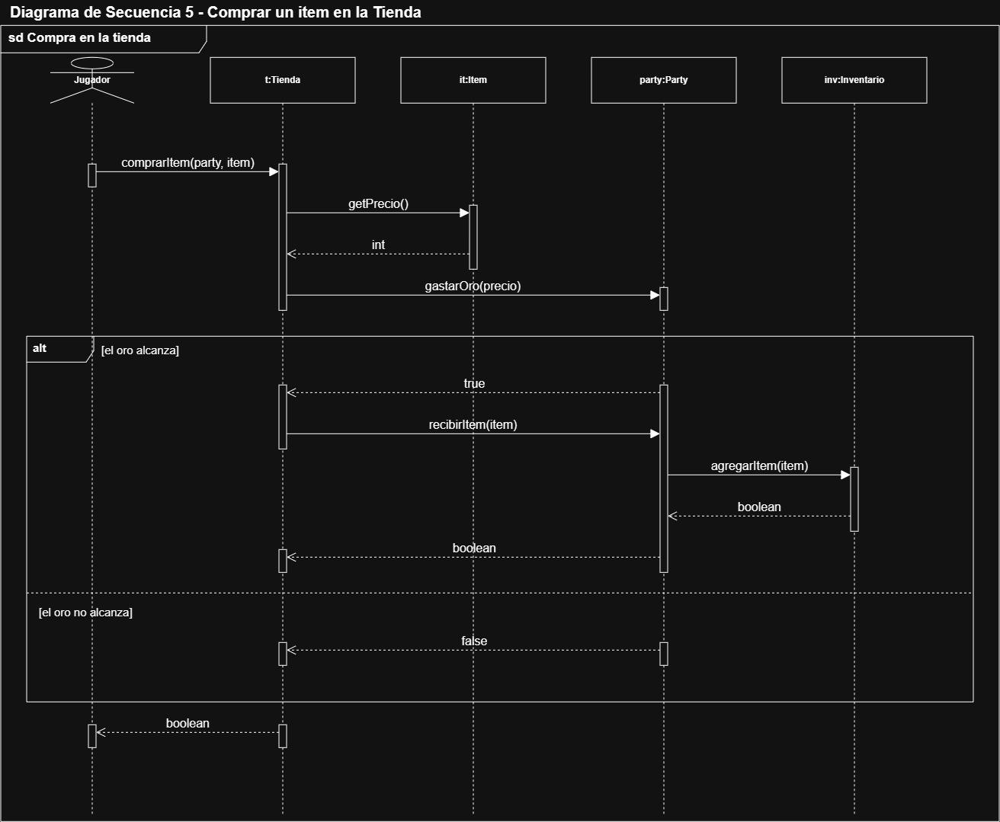 Diagrama de Secuencia 5 - Comprar un item en la Tienda
sd Compra en la tienda
Jugador
t:Tienda
it:Item
party:Party
inv:Inventario
comprarItem(party, item)
getPrecio()
int
gastarOro(precio)
alt
[el oro alcanza]
true
recibirItem(item)
agregarItem(item)
boolean
boolean
[el oro no alcanza]
false
boolean